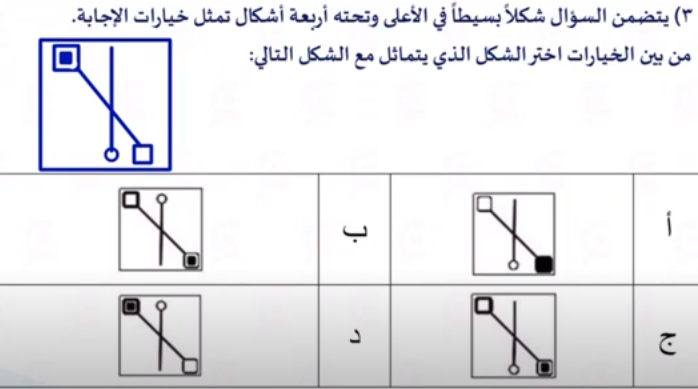 ٣) يتضمن السؤال شكلاً بسيطاً في الأعلى وتحته أربعة أشكال تمثل خيارات الإجابة.
من بين الخيارات اختر الشكل الذي يتماثل مع الشكل التالي:
أ
ب
ج
د